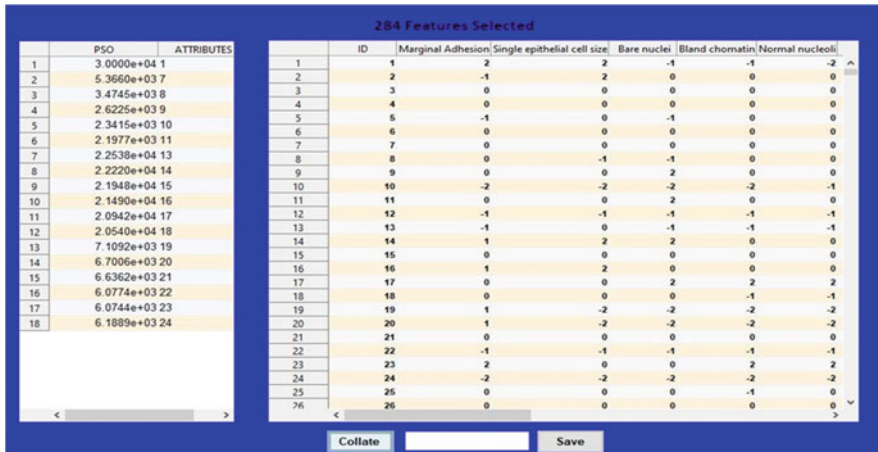 284 Features Selected
PSO ATTRIBUTES
1 3.0000e+04 1
2 5.3660e+03 7
3 3.4745e+03 8
4 2.6225e+03 9
5 2.3415e+03 10
6 2.1977e+03 11
7 2.2538e+04 13
8 2.2220e+04 14
9 2.1948e+04 15
10 2.1490e+04 16
11 2.0942e+04 17
12 2.0540e+04 18
13 7.1092e+03 19
14 6.7006e+03 20
15 6.6362e+03 21
16 6.0774e+03 22
17 6.0744e+03 23
18 6.1889e+03 24
ID Marginal Adhesion Single epithelial cell size Bare nuclei Bland chomatin Normal nucleoli
1 1 2 2 -1 -1 -2
2 2 -1 2 0 0 0
3 3 0 0 0 0 0
4 4 0 0 0 0 0
5 5 -1 0 -1 0 0
6 6 0 0 0 0 0
7 7 0 0 0 0 0
8 8 0 -1 -1 0 0
9 9 0 0 2 0 0
10 10 -2 -2 -2 -2 -1
11 11 0 0 2 0 0
12 12 -1 -1 -1 -1 -1
13 13 -1 0 -1 -1 -1
14 14 1 2 2 0 0
15 15 0 0 0 0 0
16 16 1 2 0 0 0
17 17 0 0 2 2 2
18 18 0 0 0 -1 -1
19 19 1 -2 -2 -2 -2
20 20 1 -2 -2 -2 -2
21 21 0 0 0 0 0
22 22 -1 -1 -1 -1 -1
23 23 2 0 0 2 2
24 24 -2 -2 -2 -2 -2
25 25 0 0 0 -1 0
26 26 0 0 0 0 0
Collate Save